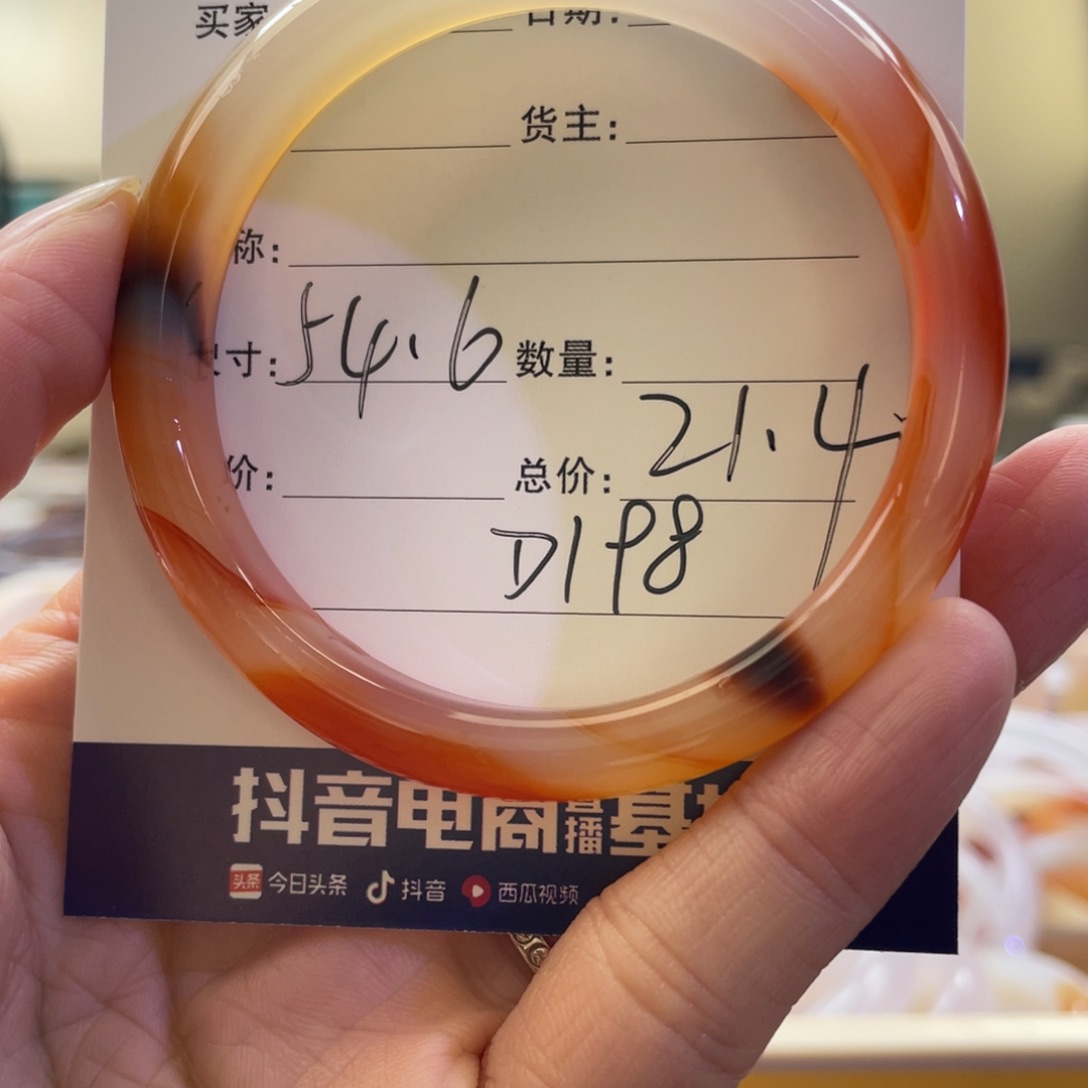 买家 日期:
货主:
称:
尺寸: 54.6 数量:
21.4
价: 总价:
D198
抖音电商直播基地
头条 今日头条 抖音 西瓜视频